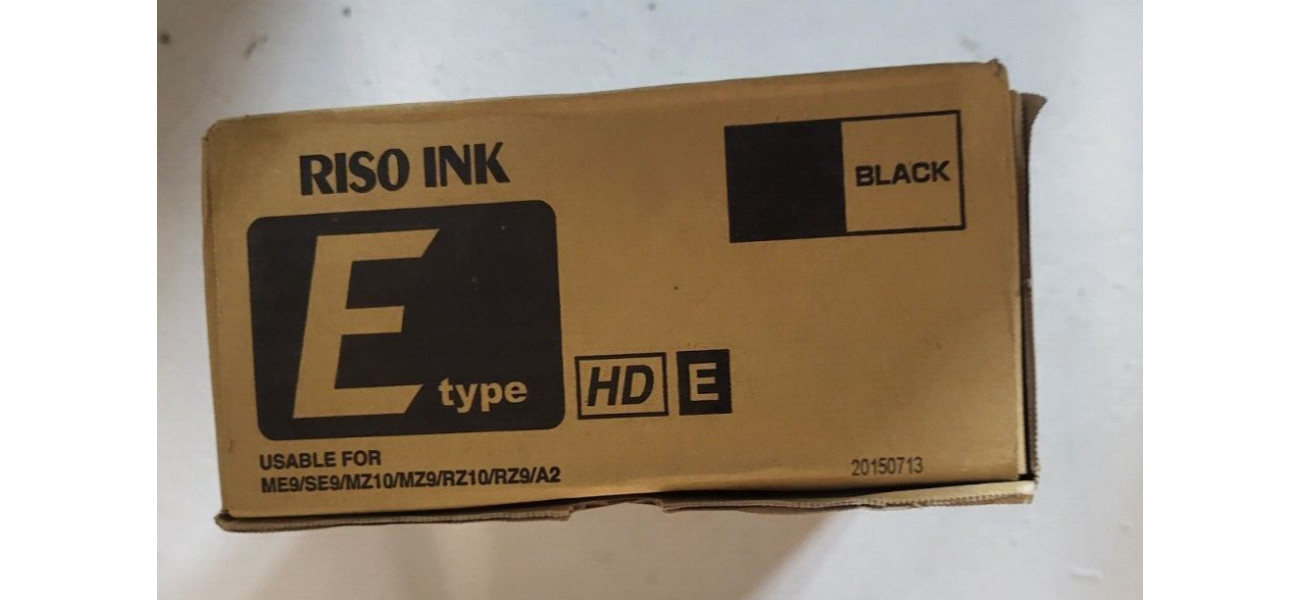 RISO INK
BLACK
E type
HD E
USABLE FOR
ME9/SE9/MZ10/MZ9/RZ10/RZ9/A2
20150713